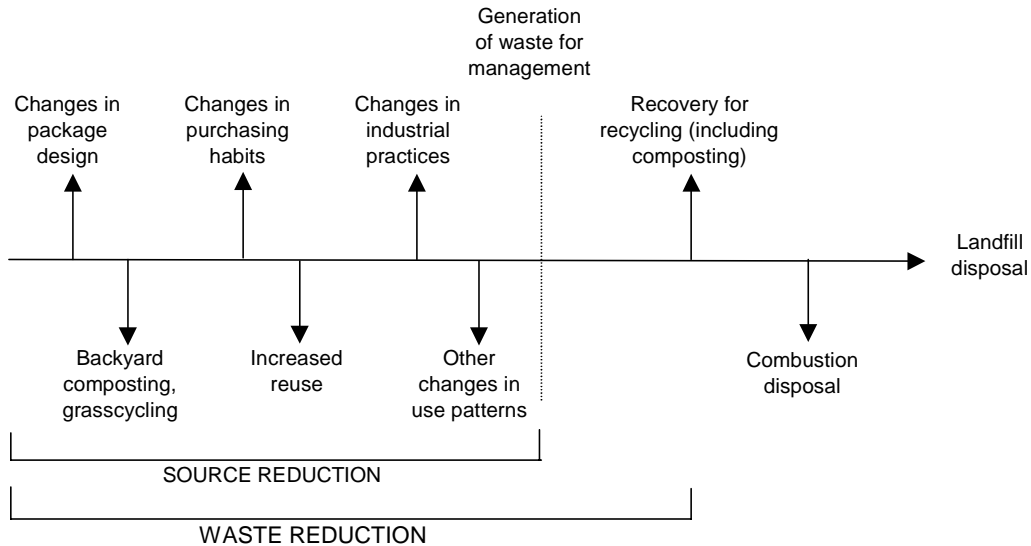 Generation
of waste for
management
Changes in
package
design
Changes in
purchasing
habits
Changes in
industrial
practices
Recovery for
recycling (including
composting)
Landfill
disposal
Backyard
composting,
grasscycling
Increased
reuse
Other
changes in
use patterns
Combustion
disposal
SOURCE REDUCTION
WASTE REDUCTION